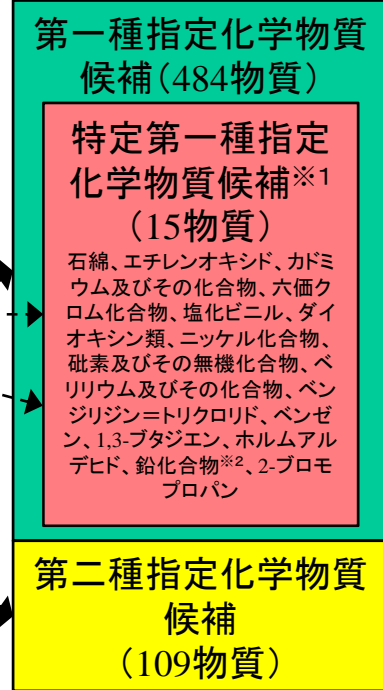 第一種指定化学物質
候補（484物質）
特定第一種指定
化学物質候補※1
（15物質）
石綿、エチレンオキシド、カドミ
ウム及びその化合物、六価ク
ロム化合物、塩化ビニル、ダイ
オキシン類、ニッケル化合物、
砒素及びその無機化合物、ベ
リリウム及びその化合物、ベン
ジリジン＝トリクロリド、ベンゼ
ン、1,3-ブタジエン、ホルムアル
デヒド、鉛化合物※2、2-ブロモ
プロパン
第二種指定化学物質
候補
（109物質）